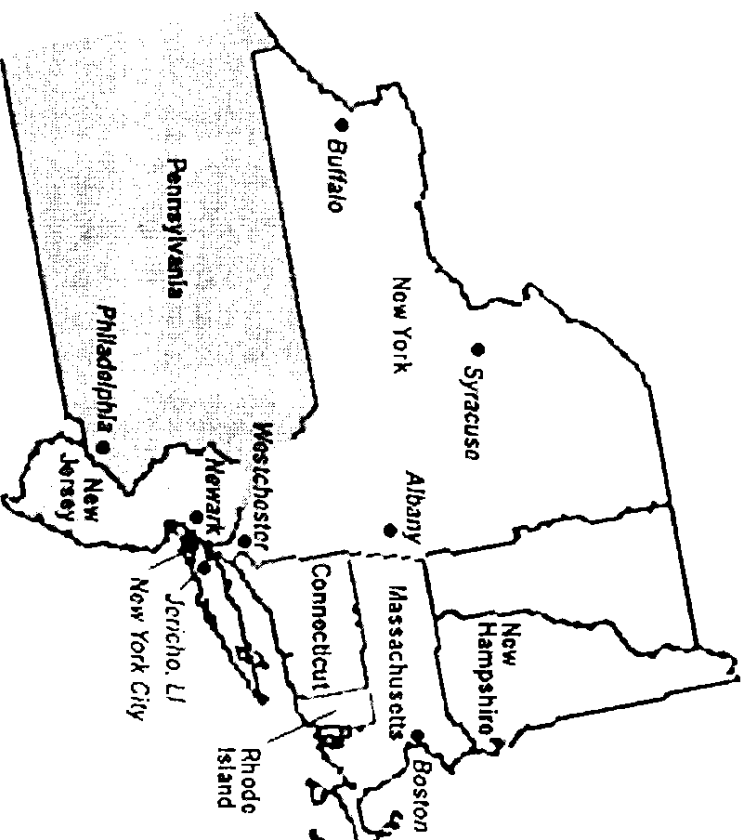 Buffalo
Syracuse
New York
Albany
Pennsylvania
Philadelphia
Westchester
Newark
New
Jersey
New
Hampshire
Massachusetts
Boston
Connecticut
Rhode
Island
Jericho, LI
New York City